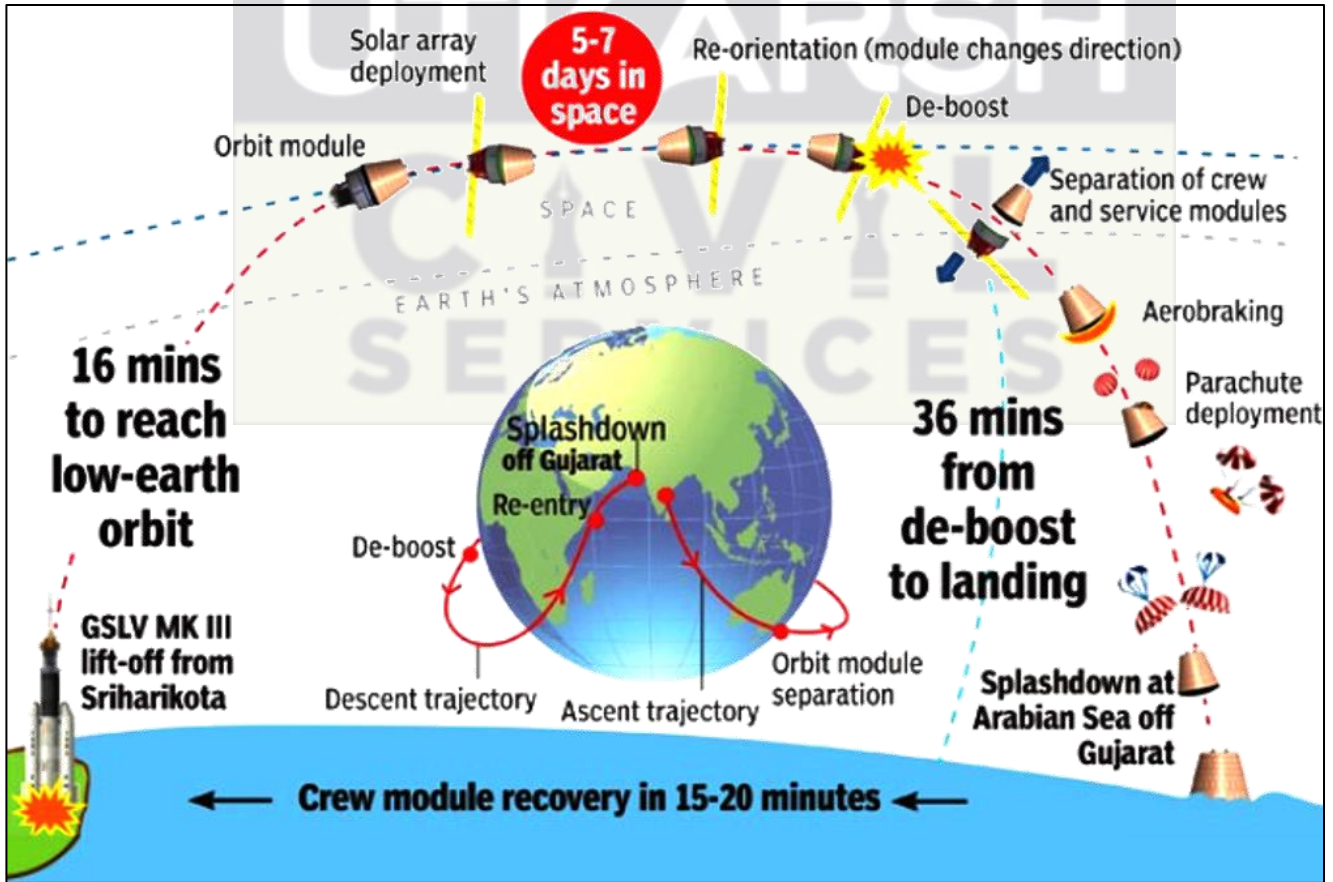 UTKARSH
CIVIL
SERVICES
Solar array
deployment
5-7
days in
space
Re-orientation (module changes direction)
De-boost
Orbit module
Separation of crew
and service modules
SPACE
EARTH'S ATMOSPHERE
Aerobraking
Parachute
deployment
16 mins
to reach
low-earth
orbit
36 mins
from
de-boost
to landing
Splashdown
off Gujarat
Re-entry
De-boost
Descent trajectory
Ascent trajectory
Orbit module
separation
GSLV MK III
lift-off from
Sriharikota
Splashdown at
Arabian Sea off
Gujarat
Crew module recovery in 15-20 minutes